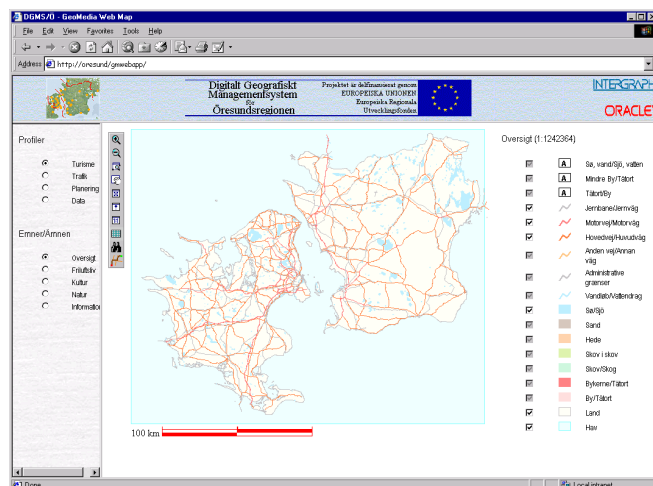 DGMS/Ö - GeoMedia Web Map
File Edit View Favorites Tools Help
Address http://oresund/gmwebapp/
Digitalt Geografiskt
Managementsystem
för
Öresundsregionen
Projektet är delfinansierat genom
EUROPEISKA UNIONEN
Europeiska Regionala
Utvecklingsfonden
INTERGRAPH
ORACLE
Profiler
Turisme
Trafik
Planering
Data
Emner/Ämnen
Oversigt
Friluftsliv
Kultur
Natur
Information
100 km
Oversigt (1:1242364)
A Sø, vand/Sjö, vatten
A Mindre By/Tätort
A Tätort/By
Jernbane/Jernväg
Motorvej/Motorväg
Hovedvej/Huvudväg
Anden vej/Annan
väg
Administrative
grænser
Vandløb/Vattendrag
Sø/Sjö
Sand
Hede
Skov i skov
Skov/Skog
Bykerne/Tätort
By/Tätort
Land
Hav
Done
Local intranet